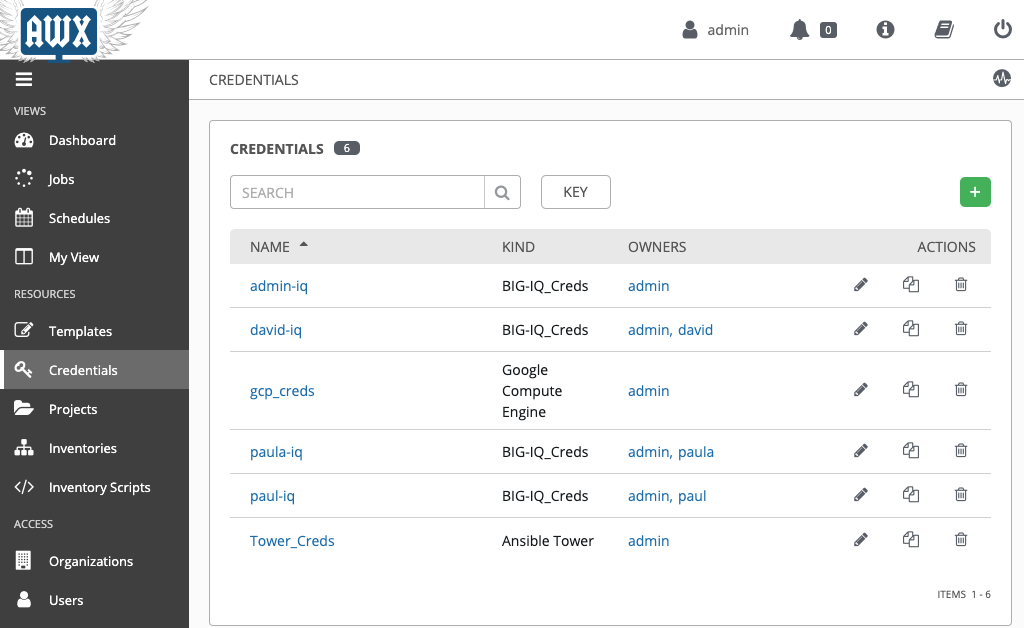 AWX
admin
0
CREDENTIALS
VIEWS
Dashboard
Jobs
Schedules
My View
RESOURCES
Templates
Credentials
Projects
Inventories
Inventory Scripts
ACCESS
Organizations
Users
CREDENTIALS 6
SEARCH
KEY
+
NAME KIND OWNERS ACTIONS
admin-iq BIG-IQ_Creds admin
david-iq BIG-IQ_Creds admin, david
gcp_creds Google Compute Engine admin
paula-iq BIG-IQ_Creds admin, paula
paul-iq BIG-IQ_Creds admin, paul
Tower_Creds Ansible Tower admin
ITEMS 1 - 6